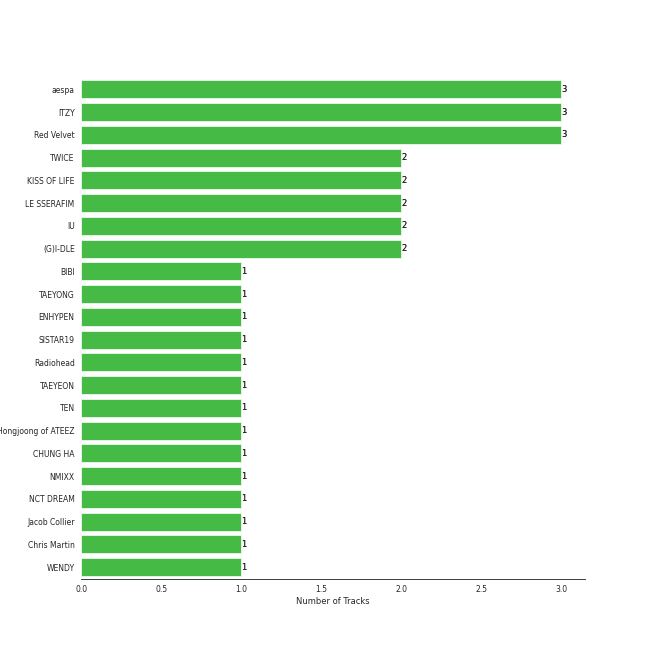 aespa 3
ITZY 3
Red Velvet 3
TWICE 2
KISS OF LIFE 2
LE SSERAFIM 2
IU 2
(G)I-DLE 2
BIBI 1
TAEYONG 1
ENHYPEN 1
SISTAR19 1
Radiohead 1
TAEYEON 1
TEN 1
Hongjoong of ATEEZ 1
CHUNG HA 1
NMIXX 1
NCT DREAM 1
Jacob Collier 1
Chris Martin 1
WENDY 1
0.0 0.5 1.0 1.5 2.0 2.5 3.0
Number of Tracks